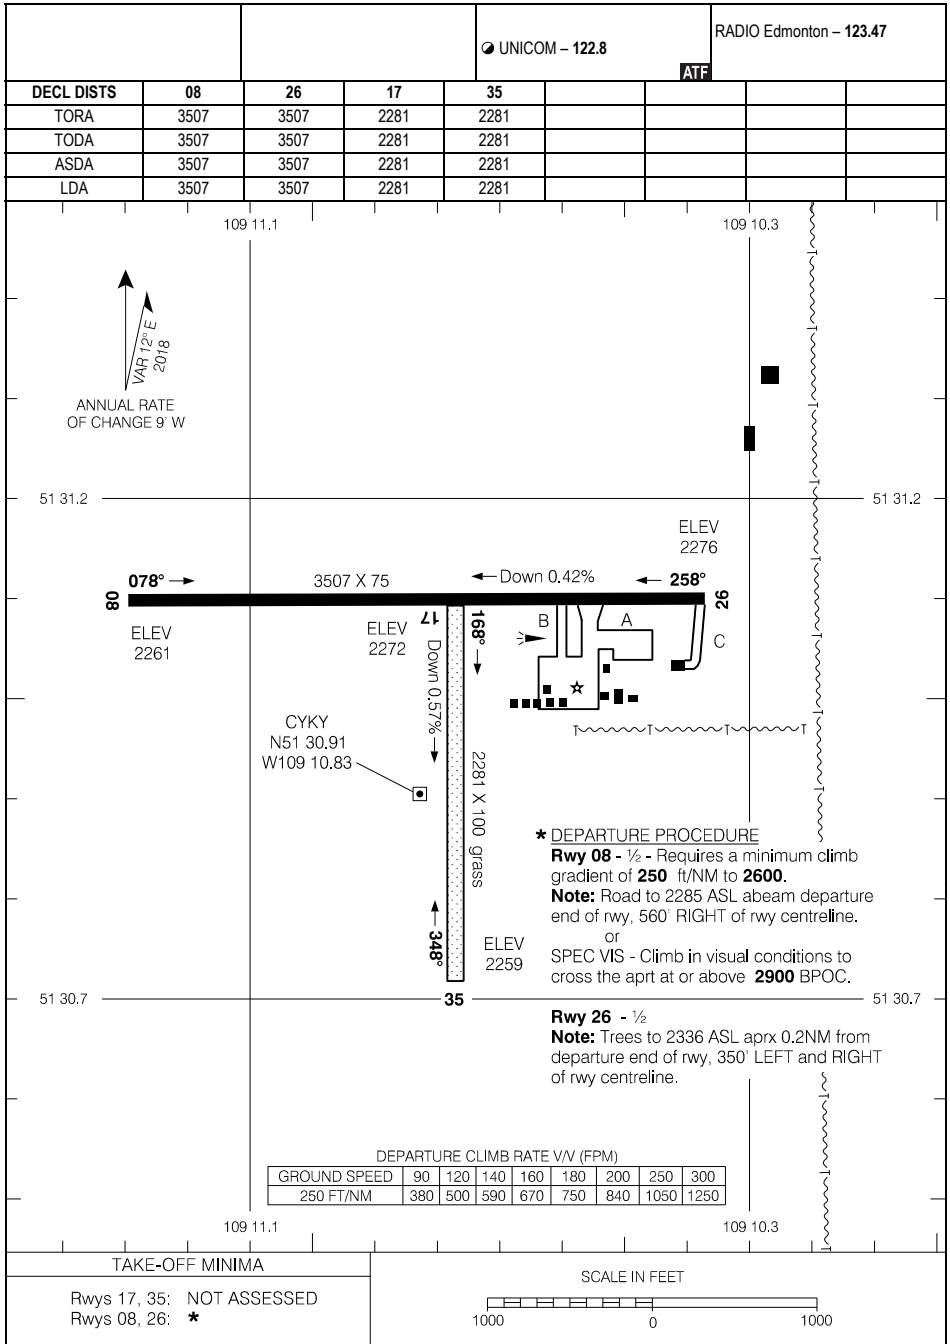 UNICOM – 122.8
ATF
RADIO Edmonton – 123.47
DECL DISTS 08 26 17 35
TORA 3507 3507 2281 2281
TODA 3507 3507 2281 2281
ASDA 3507 3507 2281 2281
LDA 3507 3507 2281 2281
109 11.1 109 10.3
VAR 12° E
2018
ANNUAL RATE
OF CHANGE 9' W
51 31.2 51 31.2
ELEV
2276
078° 3507 X 75 Down 0.42% 258°
08 26
ELEV
2261
ELEV
2272
17
168°
Down 0.57%
B A
C
CYKY
N51 30.91
W109 10.83
2281 X 100 grass
348°
ELEV
2259
35
51 30.7 51 30.7
* DEPARTURE PROCEDURE
Rwy 08 - ½ - Requires a minimum climb
gradient of 250 ft/NM to 2600.
Note: Road to 2285 ASL abeam departure
end of rwy, 560' RIGHT of rwy centreline.
or
SPEC VIS - Climb in visual conditions to
cross the aprt at or above 2900 BPOC.
Rwy 26 - ½
Note: Trees to 2336 ASL aprx 0.2NM from
departure end of rwy, 350' LEFT and RIGHT
of rwy centreline.
T T T T T
T T T T T T T T
DEPARTURE CLIMB RATE V/V (FPM)
GROUND SPEED 90 120 140 160 180 200 250 300
250 FT/NM 380 500 590 670 750 840 1050 1250
109 11.1 109 10.3
TAKE-OFF MINIMA
Rwys 17, 35: NOT ASSESSED
Rwys 08, 26: *
SCALE IN FEET
1000 0 1000